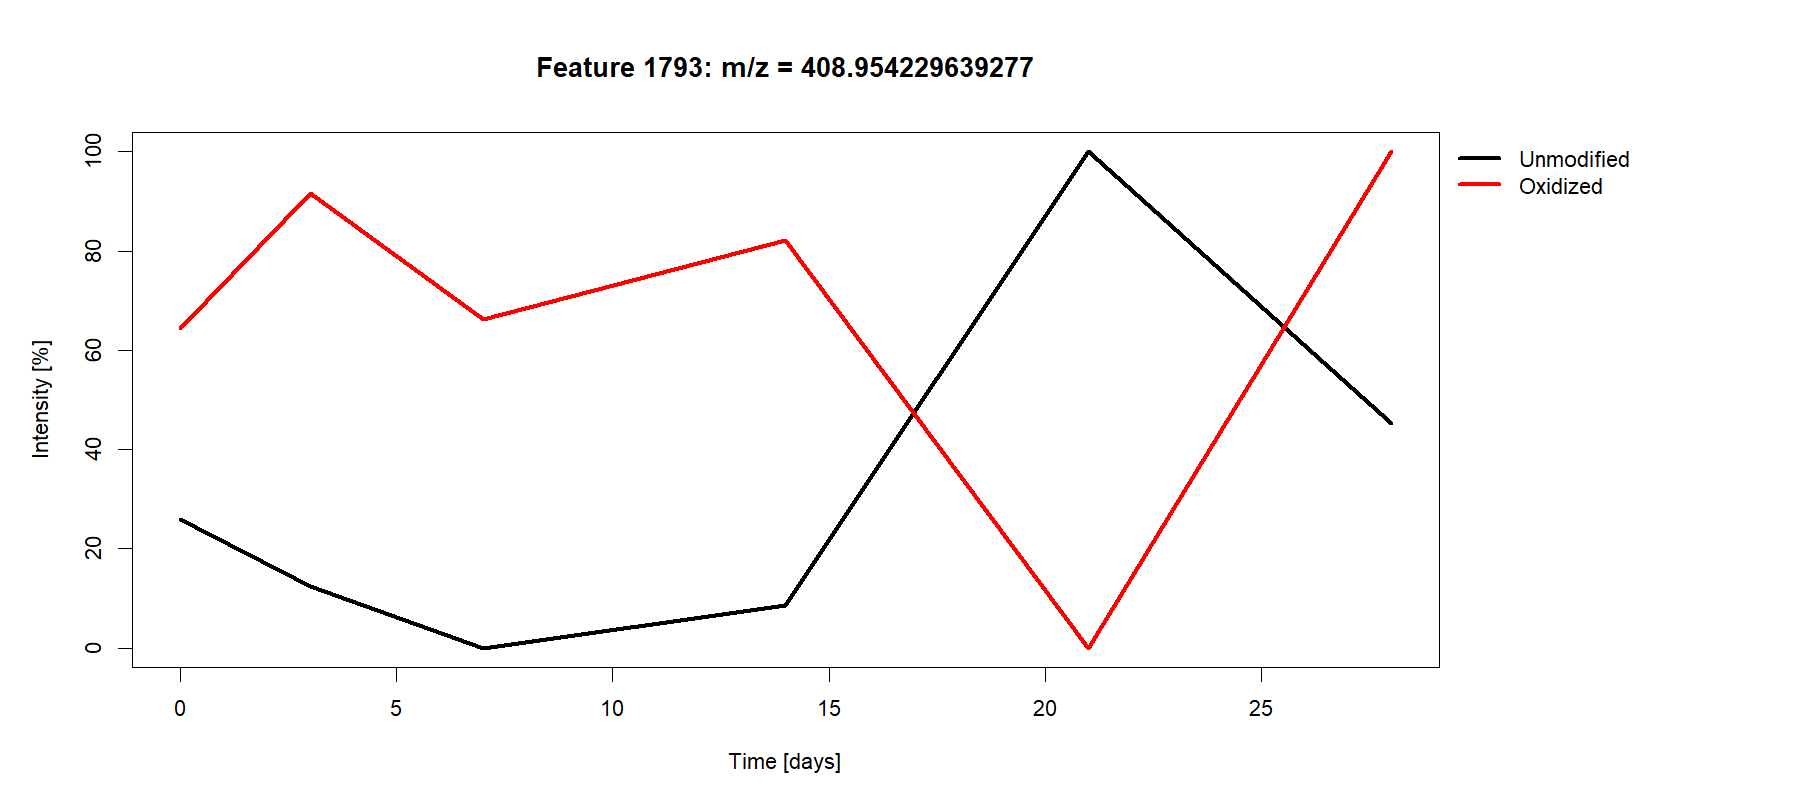 Feature 1793: m/z = 408.954229639277
Unmodified
Oxidized
Intensity [%]
100
80
60
40
20
0
0 5 10 15 20 25
Time [days]